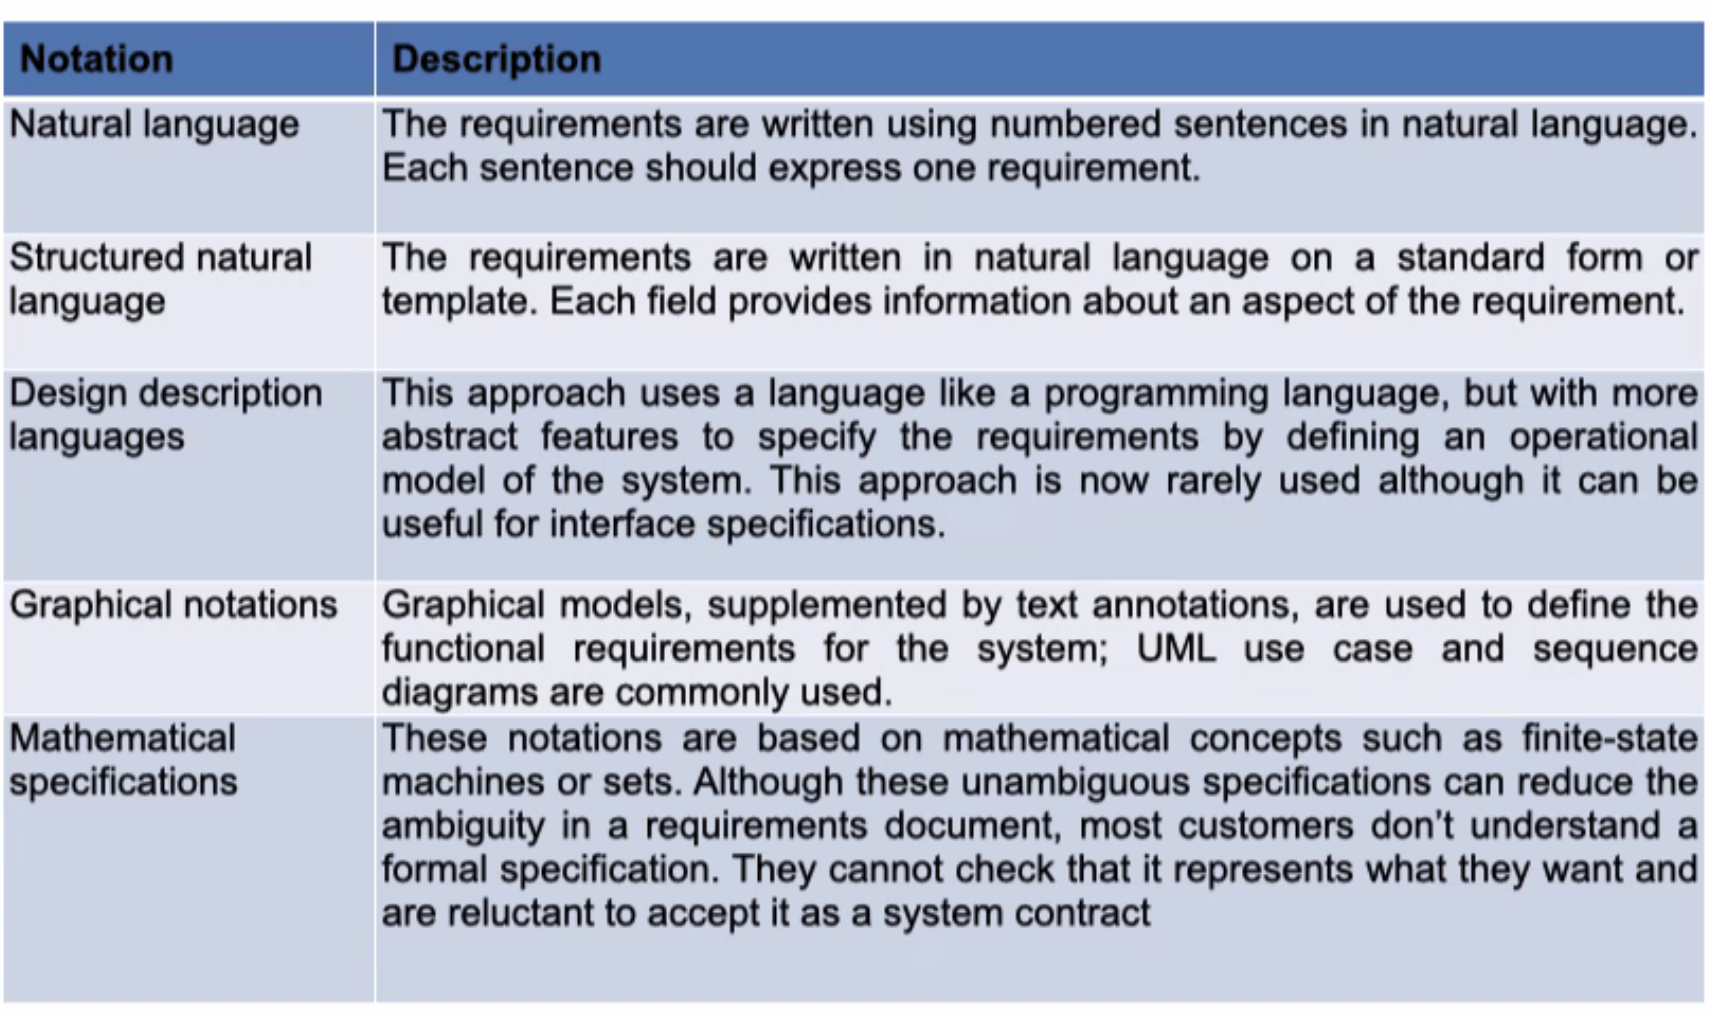 Notation
Description
Natural language
The requirements are written using numbered sentences in natural language.
Each sentence should express one requirement.
Structured natural
language
The requirements are written in natural language on a standard form or
template. Each field provides information about an aspect of the requirement.
Design description
languages
This approach uses a language like a programming language, but with more
abstract features to specify the requirements by defining an operational
model of the system. This approach is now rarely used although it can be
useful for interface specifications.
Graphical notations
Graphical models, supplemented by text annotations, are used to define the
functional requirements for the system; UML use case and sequence
diagrams are commonly used.
Mathematical
specifications
These notations are based on mathematical concepts such as finite-state
machines or sets. Although these unambiguous specifications can reduce the
ambiguity in a requirements document, most customers don't understand a
formal specification. They cannot check that it represents what they want and
are reluctant to accept it as a system contract